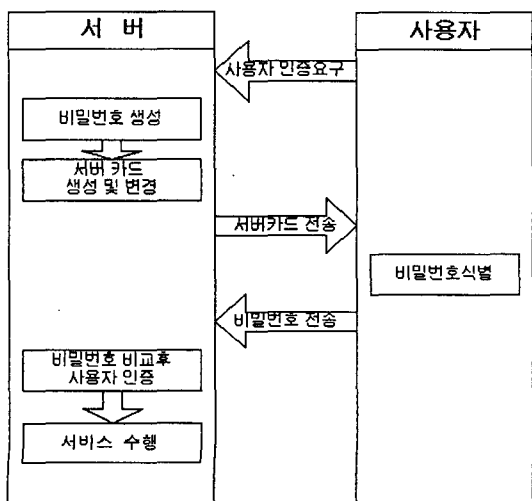 서 버
사용자
사용자 인증요구
비밀번호 생성
서버 카드
생성 및 변경
서버카드 전송
비밀번호식별
비밀번호 전송
비밀번호 비교후
사용자 인증
서비스 수행